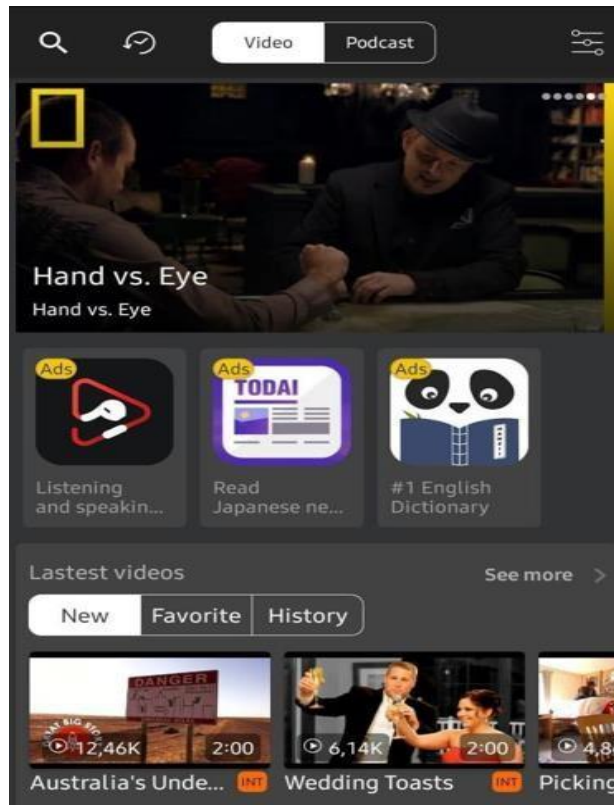 Video Podcast
Hand vs. Eye
Hand vs. Eye
Ads Ads Ads
TODAI
Listening
and speakin...
Read
Japanese ne...
#1 English
Dictionary
Lastest videos
See more
New Favorite History
DANGER
12,46K 2:00
6,14K 2:00
4,8
Australia's Unde... INT
Wedding Toasts INT
Picking